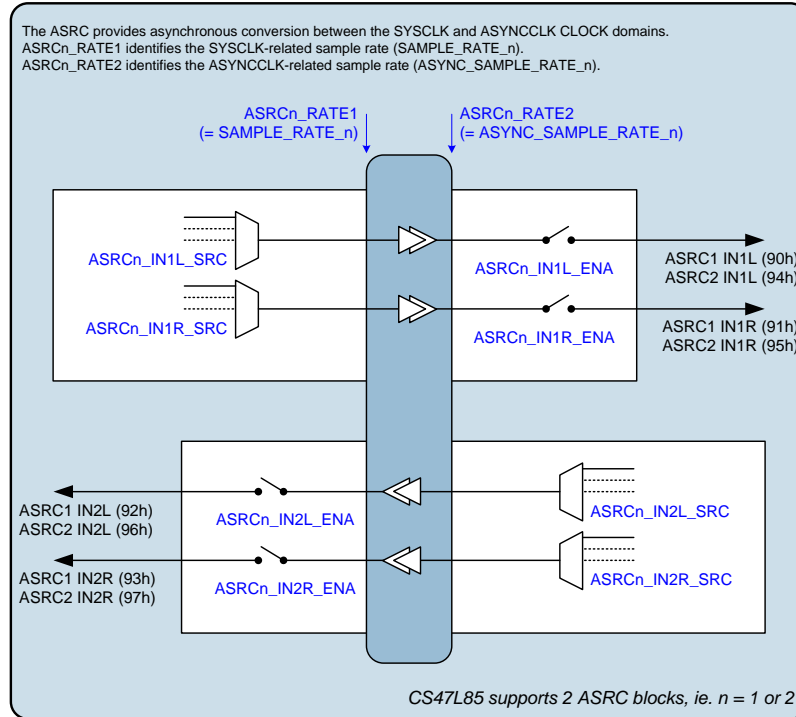 The ASRC provides asynchronous conversion between the SYSCLK and ASYNCCLK CLOCK domains.
ASRCn_RATE1 identifies the SYSCLK-related sample rate (SAMPLE_RATE_n).
ASRCn_RATE2 identifies the ASYNCCLK-related sample rate (ASYNC_SAMPLE_RATE_n).
ASRCn_RATE1
(= SAMPLE_RATE_n)
ASRCn_RATE2
(= ASYNC_SAMPLE_RATE_n)
ASRCn_IN1L_SRC
ASRCn_IN1L_ENA
ASRC1 IN1L (90h)
ASRC2 IN1L (94h)
ASRCn_IN1R_SRC
ASRCn_IN1R_ENA
ASRC1 IN1R (91h)
ASRC2 IN1R (95h)
ASRC1 IN2L (92h)
ASRC2 IN2L (96h)
ASRCn_IN2L_ENA
ASRCn_IN2L_SRC
ASRC1 IN2R (93h)
ASRC2 IN2R (97h)
ASRCn_IN2R_ENA
ASRCn_IN2R_SRC
CS47L85 supports 2 ASRC blocks, ie. n = 1 or 2